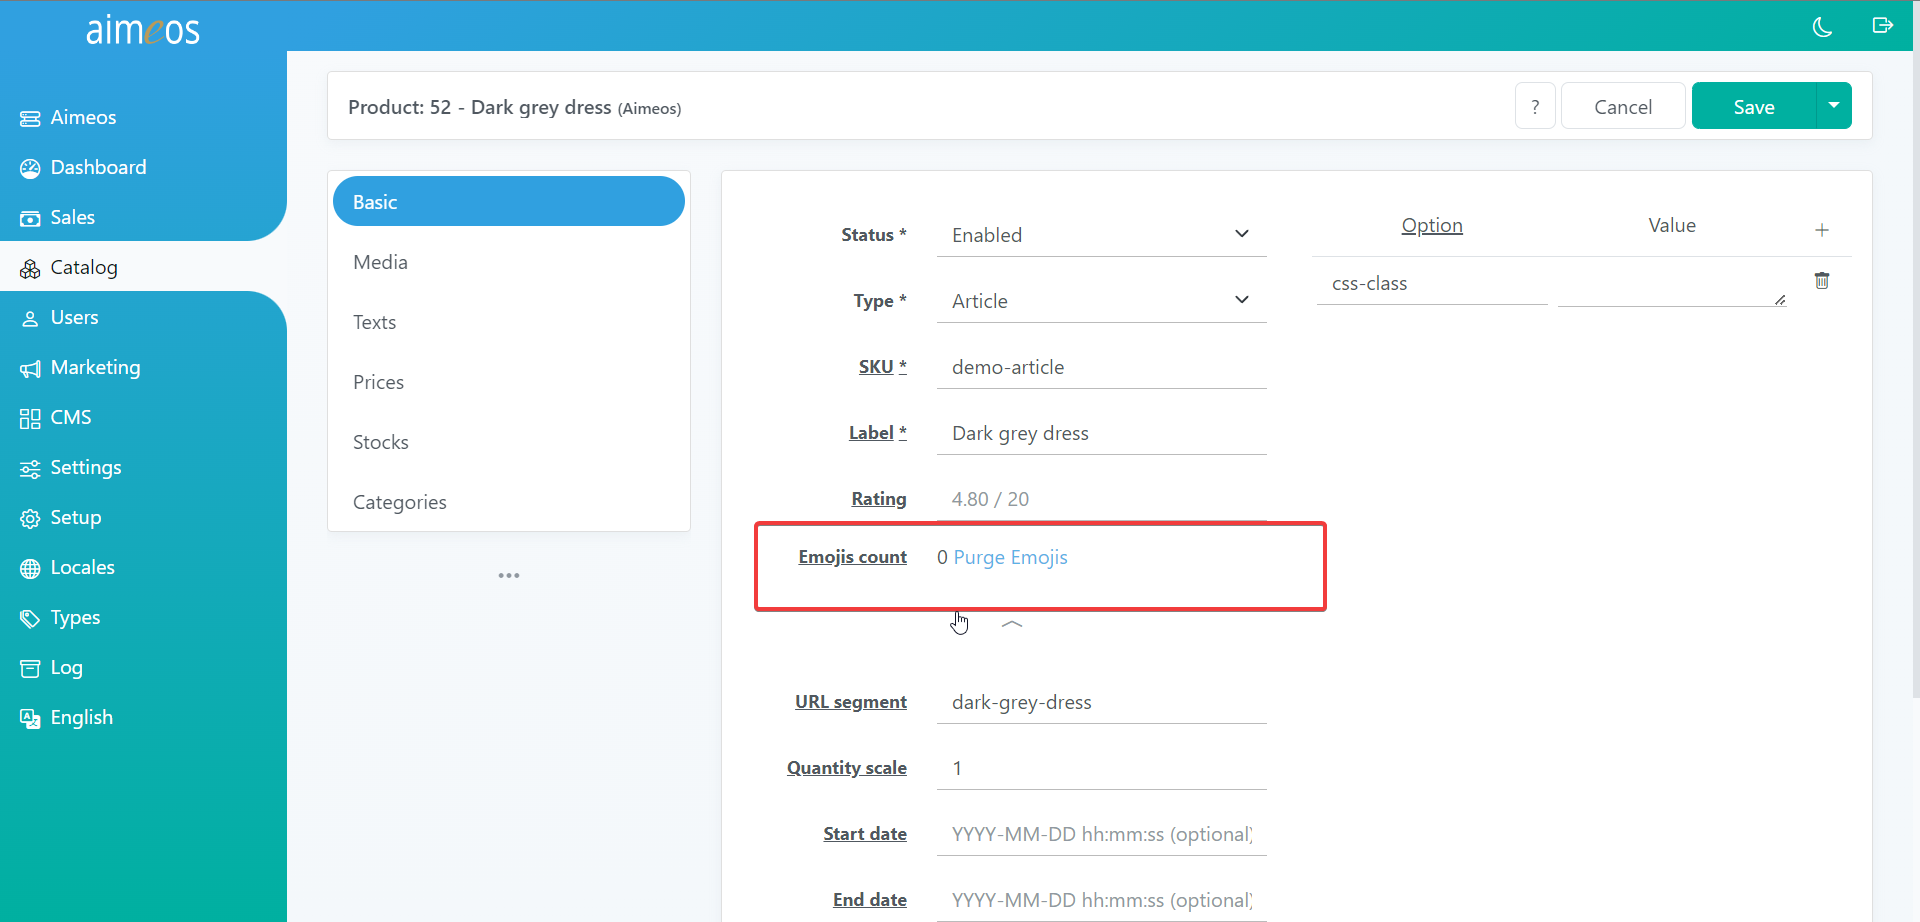 aimeos
Aimeos
Dashboard
Sales
Catalog
Users
Marketing
CMS
Settings
Setup
Locales
Types
Log
English
Product: 52 - Dark grey dress (Aimeos)
?
Cancel
Save
Basic
Media
Texts
Prices
Stocks
Categories
Status * Enabled
Type * Article
SKU * demo-article
Label * Dark grey dress
Rating 4.80 / 20
Emojis count 0 Purge Emojis
URL segment dark-grey-dress
Quantity scale 1
Start date YYYY-MM-DD hh:mm:ss (optional)
End date YYYY-MM-DD hh:mm:ss (optional)
Option Value
css-class